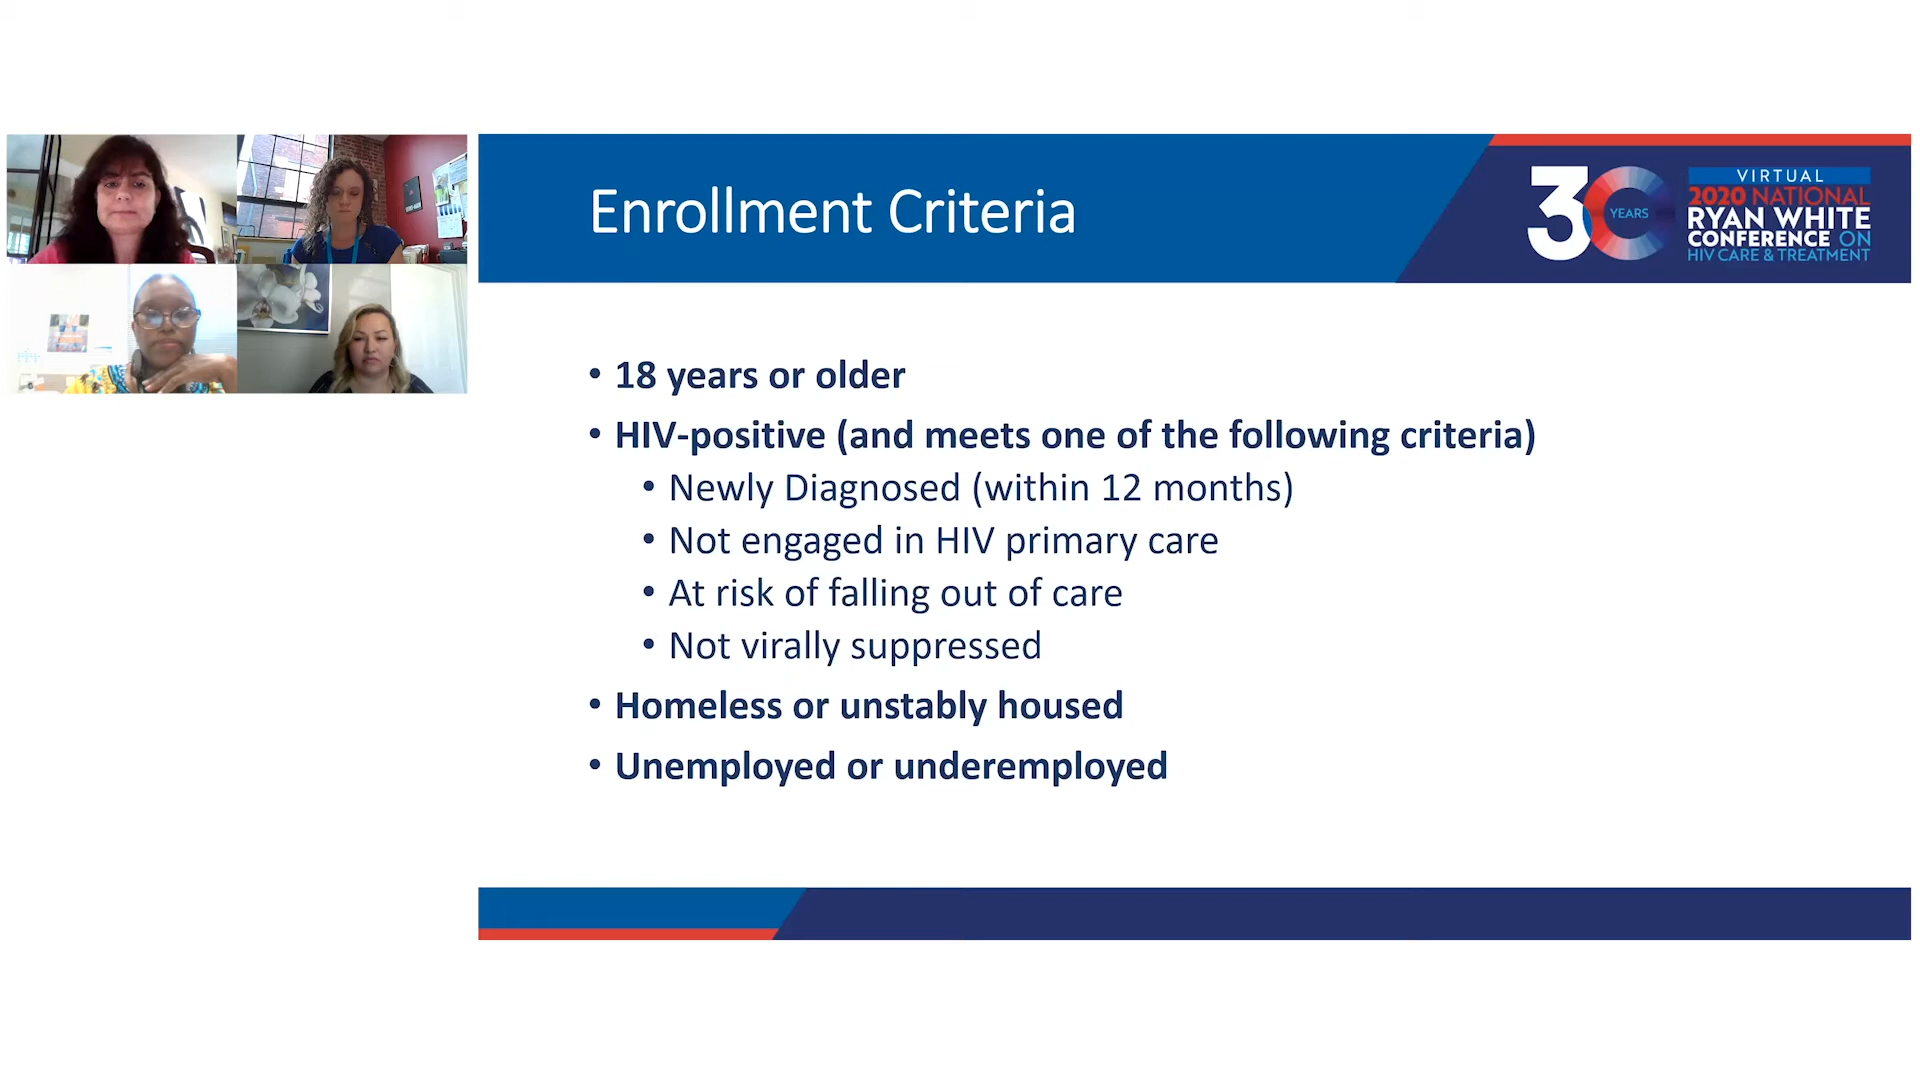 Enrollment Criteria
30
YEARS
VIRTUAL
2020 NATIONAL
RYAN WHITE
CONFERENCE ON
HIV CARE & TREATMENT
• 18 years or older
• HIV-positive (and meets one of the following criteria)
• Newly Diagnosed (within 12 months)
• Not engaged in HIV primary care
• At risk of falling out of care
• Not virally suppressed
• Homeless or unstably housed
• Unemployed or underemployed